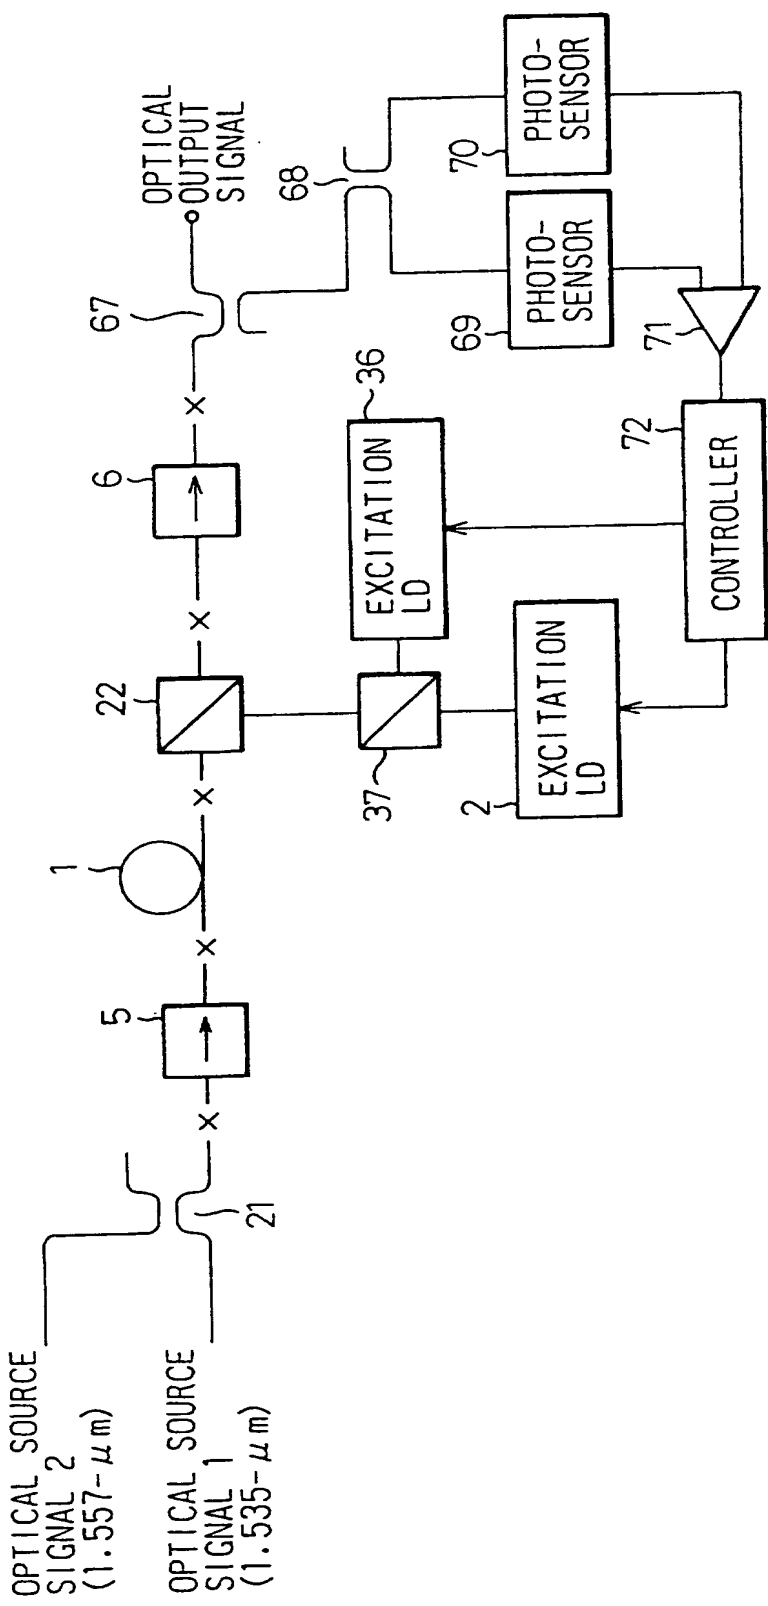 OPTICAL SOURCE
SIGNAL 2
(1.557-μm)
OPTICAL SOURCE
SIGNAL 1
(1.535-μm)
21
5
1
22
6
67
OPTICAL
OUTPUT
SIGNAL
68
37
36
EXCITATION
LD
2
EXCITATION
LD
69
PHOTO-
SENSOR
70
PHOTO-
SENSOR
71
72
CONTROLLER